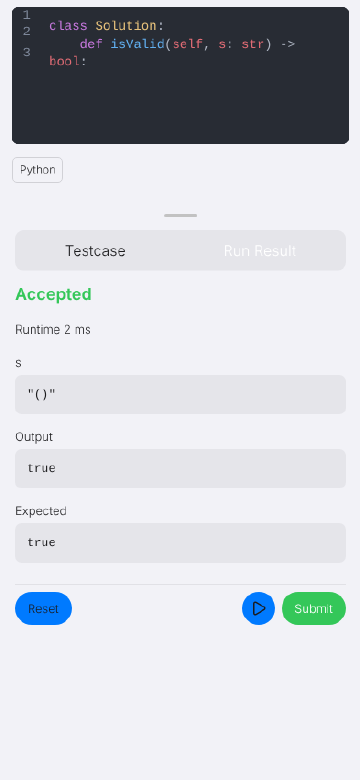 1
class Solution:
2
def isValid(self, s: str) ->
3
bool:
Python
Testcase
Run Result
Accepted
Runtime 2 ms
s
"()"
Output
true
Expected
true
Reset
Submit